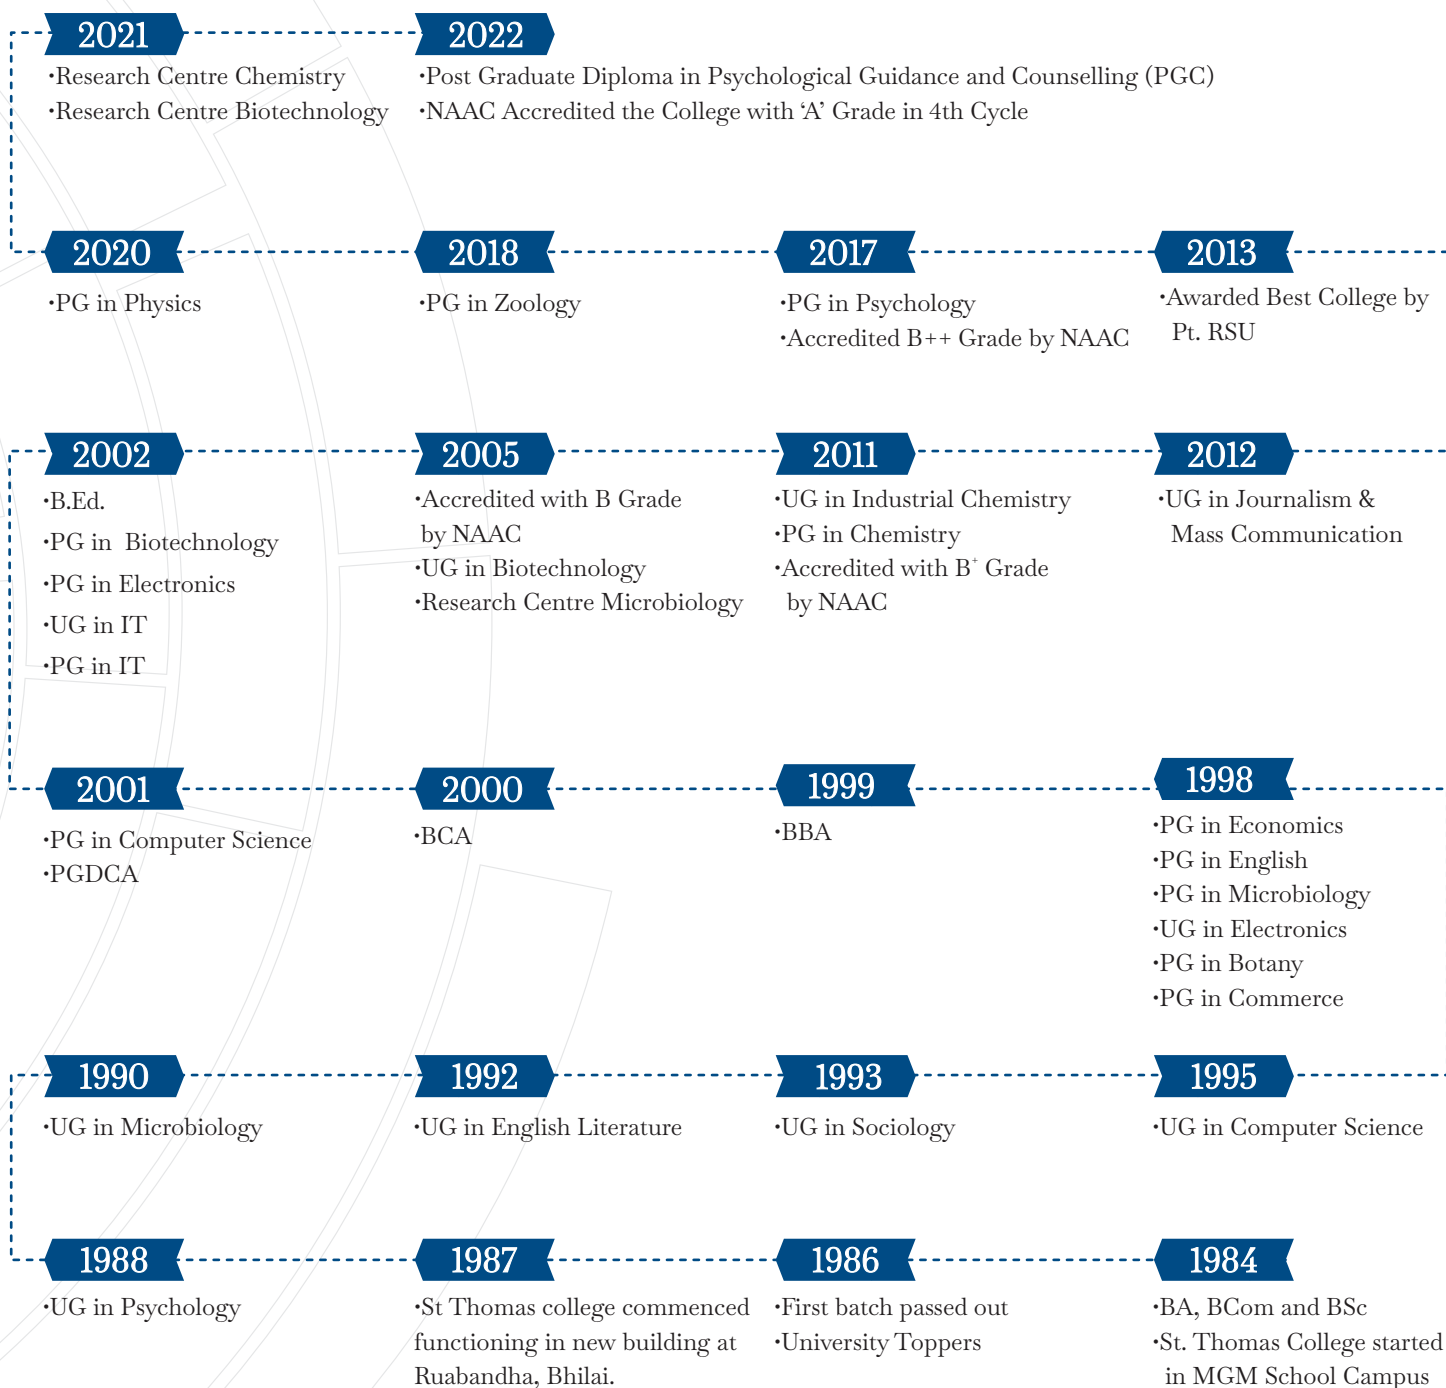 2021
·Research Centre Chemistry
·Research Centre Biotechnology
2022
·Post Graduate Diploma in Psychological Guidance and Counselling (PGC)
·NAAC Accredited the College with ‘A’ Grade in 4th Cycle
2020
·PG in Physics
2018
·PG in Zoology
2017
·PG in Psychology
·Accredited B++ Grade by NAAC
2013
·Awarded Best College by
Pt. RSU
2002
·B.Ed.
·PG in Biotechnology
·PG in Electronics
·UG in IT
·PG in IT
2005
·Accredited with B Grade
by NAAC
·UG in Biotechnology
·Research Centre Microbiology
2011
·UG in Industrial Chemistry
·PG in Chemistry
·Accredited with B⁺ Grade
by NAAC
2012
·UG in Journalism &
Mass Communication
2001
·PG in Computer Science
·PGDCA
2000
·BCA
1999
·BBA
1998
·PG in Economics
·PG in English
·PG in Microbiology
·UG in Electronics
·PG in Botany
·PG in Commerce
1990
·UG in Microbiology
1992
·UG in English Literature
1993
·UG in Sociology
1995
·UG in Computer Science
1988
·UG in Psychology
1987
·St Thomas college commenced
functioning in new building at
Ruabandha, Bhilai.
1986
·First batch passed out
·University Toppers
1984
·BA, BCom and BSc
·St. Thomas College started
in MGM School Campus